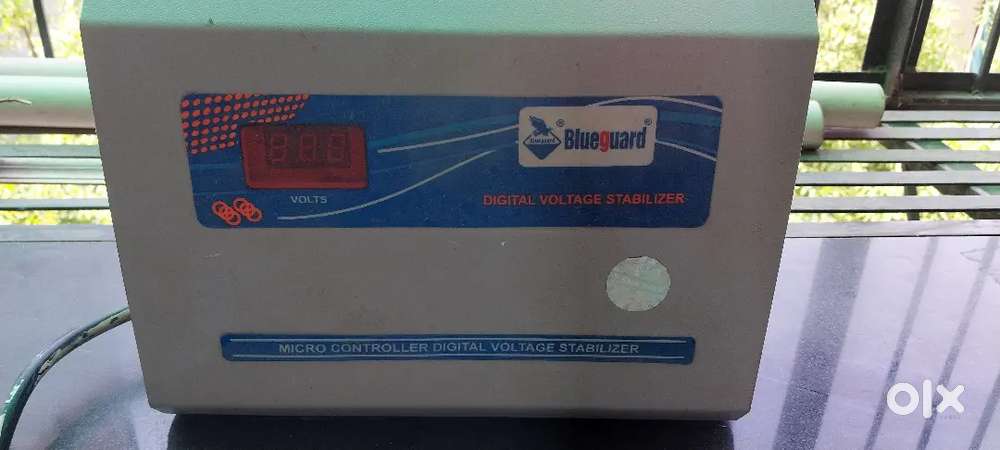 Blueguard
VOLTS
DIGITAL VOLTAGE STABILIZER
MICRO CONTROLLER DIGITAL VOLTAGE STABILIZER
olx